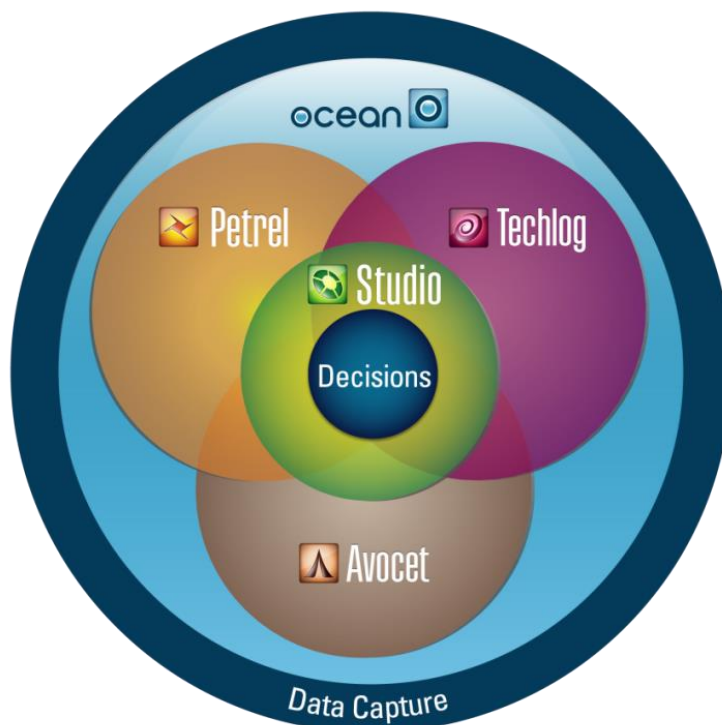 ocean
Petrel
Techlog
Studio
Decisions
Avocet
Data Capture